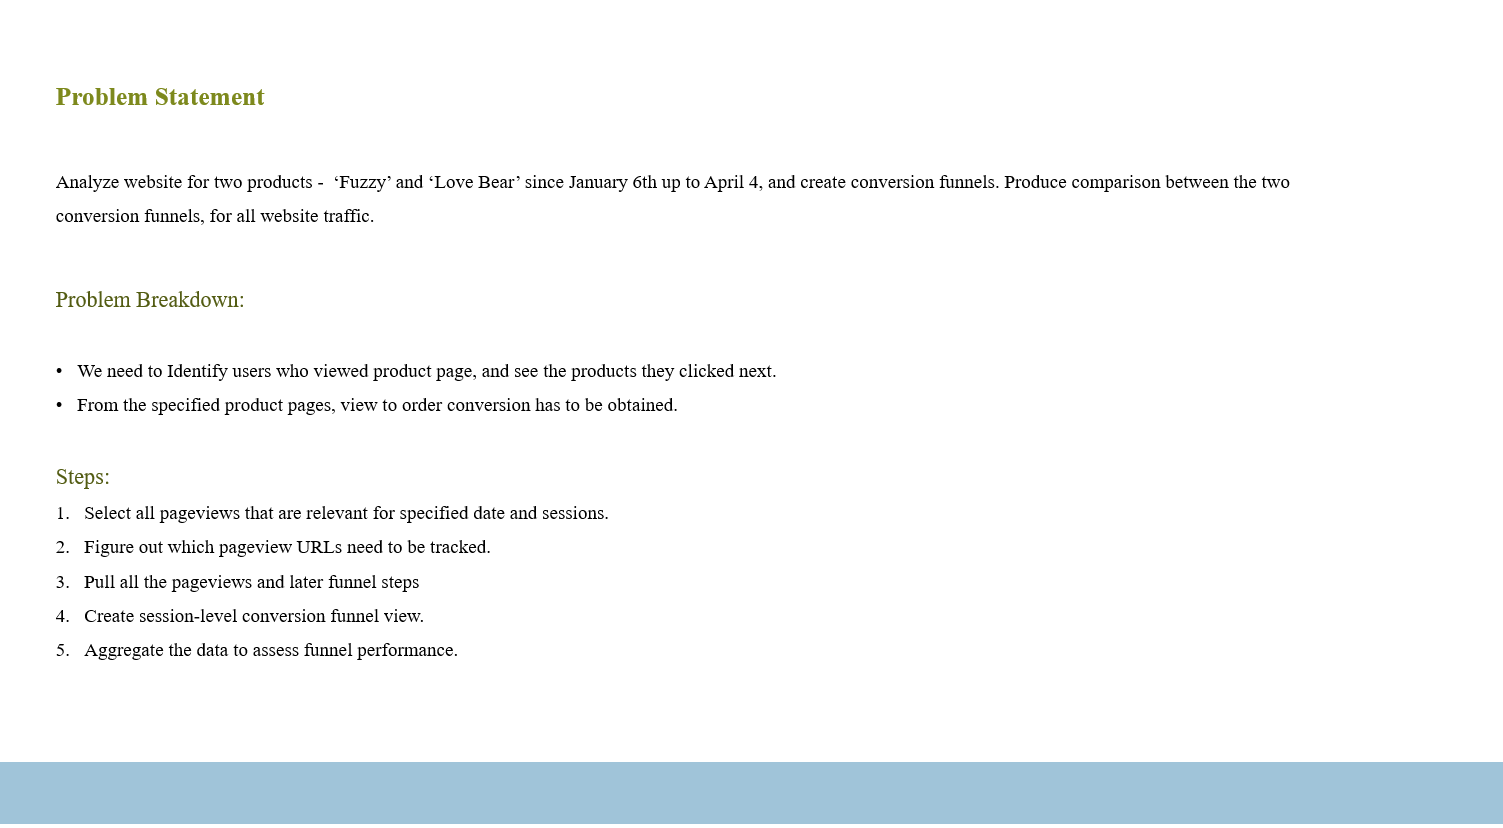 Problem Statement
Analyze website for two products -  ‘Fuzzy’ and ‘Love Bear’ since January 6th up to April 4, and create conversion funnels. Produce comparison between the two
conversion funnels, for all website traffic.
Problem Breakdown:
• We need to Identify users who viewed product page, and see the products they clicked next.
• From the specified product pages, view to order conversion has to be obtained.
Steps:
1. Select all pageviews that are relevant for specified date and sessions.
2. Figure out which pageview URLs need to be tracked.
3. Pull all the pageviews and later funnel steps
4. Create session-level conversion funnel view.
5. Aggregate the data to assess funnel performance.